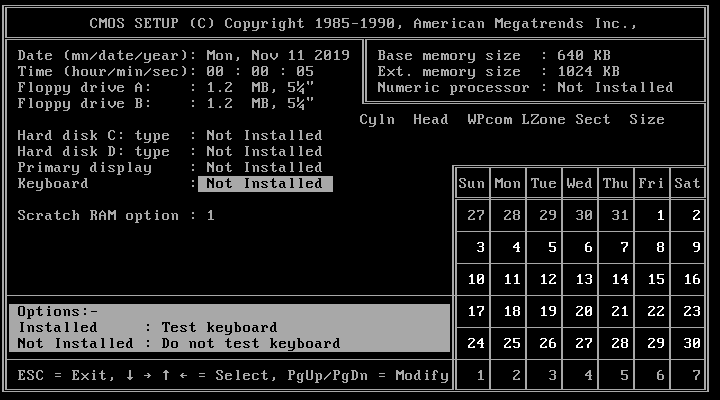 CMOS SETUP (C) Copyright 1985-1990, American Megatrends Inc.,
Date (mn/date/year): Mon, Nov 11 2019
Time (hour/min/sec): 00 : 00 : 05
Floppy drive A: : 1.2 MB, 5¼"
Floppy drive B: : 1.2 MB, 5¼"
Base memory size : 640 KB
Ext. memory size : 1024 KB
Numeric processor : Not Installed
Cyln Head WPcom LZone Sect Size
Hard disk C: type : Not Installed
Hard disk D: type : Not Installed
Primary display : Not Installed
Keyboard : Not Installed
Scratch RAM option : 1
Sun Mon Tue Wed Thu Fri Sat
27 28 29 30 31 1 2
3 4 5 6 7 8 9
10 11 12 13 14 15 16
17 18 19 20 21 22 23
24 25 26 27 28 29 30
1 2 3 4 5 6 7
Options:-
Installed : Test keyboard
Not Installed : Do not test keyboard
ESC = Exit, ↓ → ↑ ← = Select, PgUp/PgDn = Modify